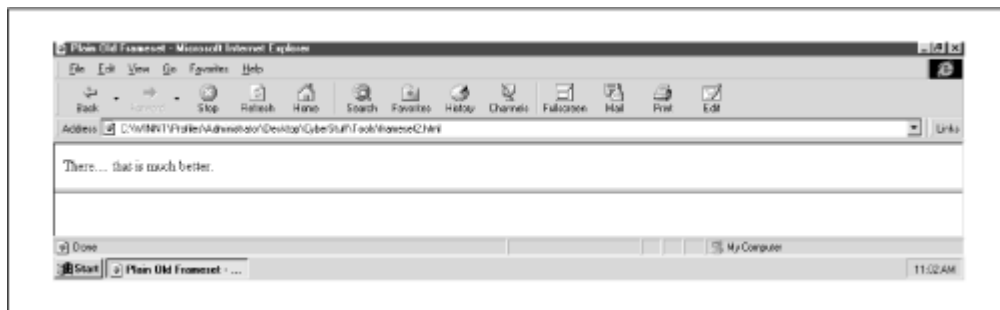 Plain Old Frameset - Microsoft Internet Explorer
File Edit View Go Favorites Help
Back Forward Stop Refresh Home Search Favorites History Channels Fullscreen Mail Print Edit
Address C:\WINNT\Profiles\Administrator\Desktop\CyberStuff\Tools\frameset2.html Links
There.... that is much better.
Done My Computer
Start Plain Old Frameset - ... 11:02 AM